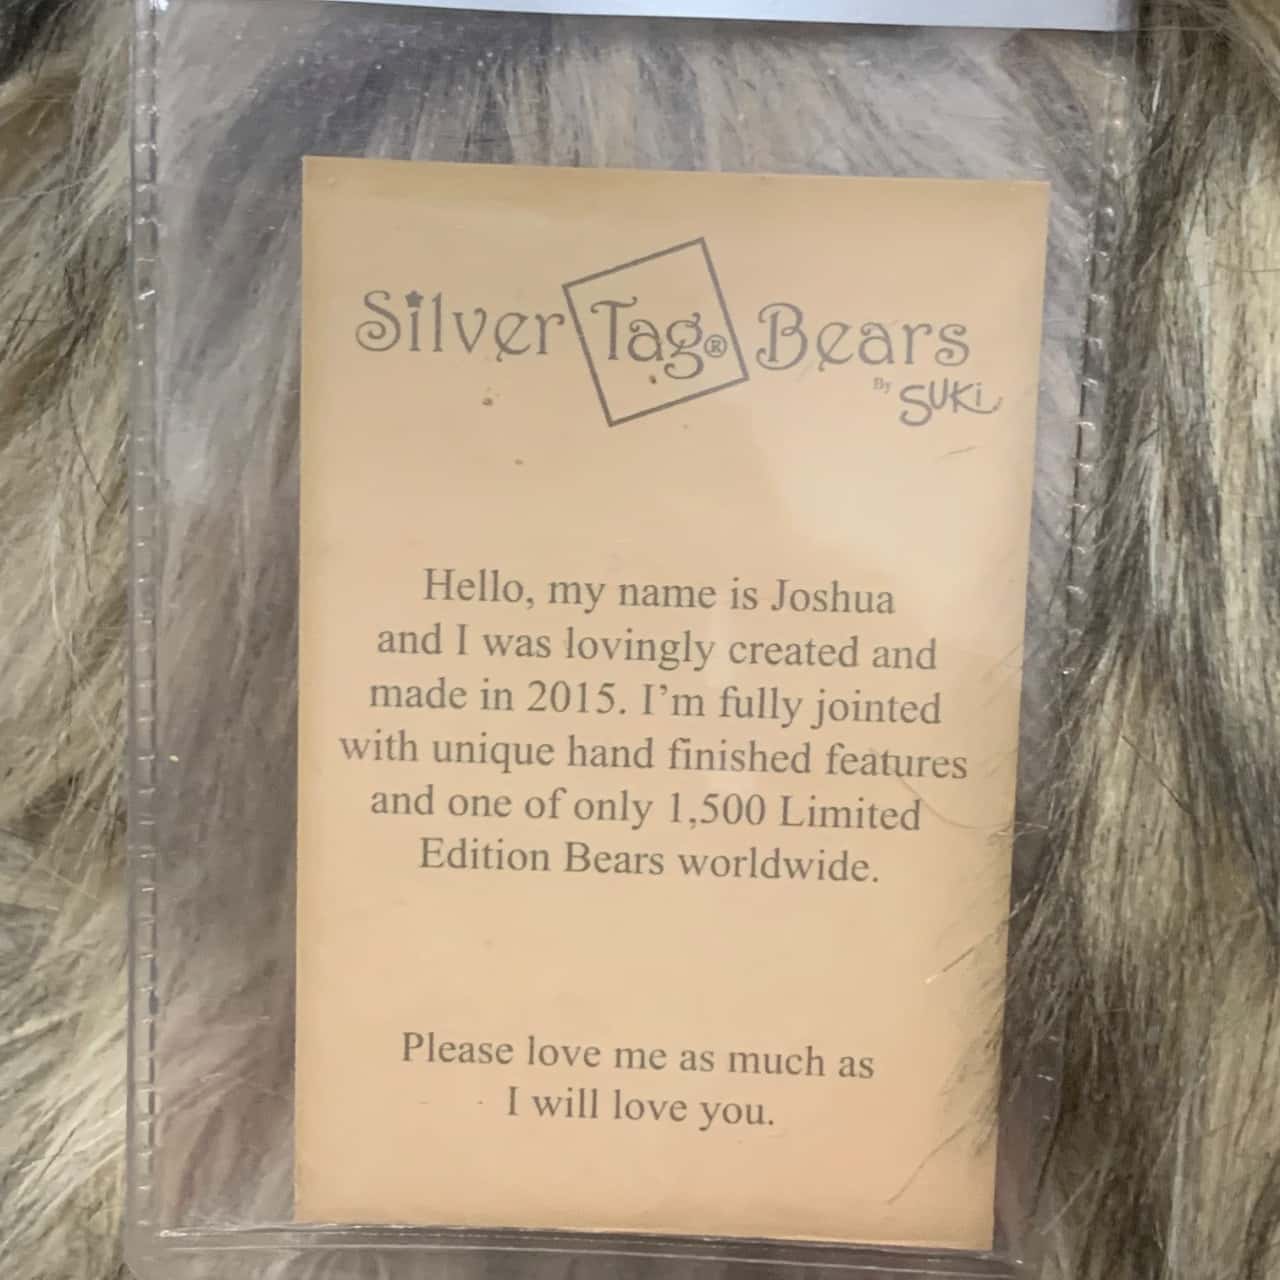 Silver Tag® Bears
By SUKi
Hello, my name is Joshua
and I was lovingly created and
made in 2015. I'm fully jointed
with unique hand finished features
and one of only 1,500 Limited
Edition Bears worldwide.
Please love me as much as
I will love you.